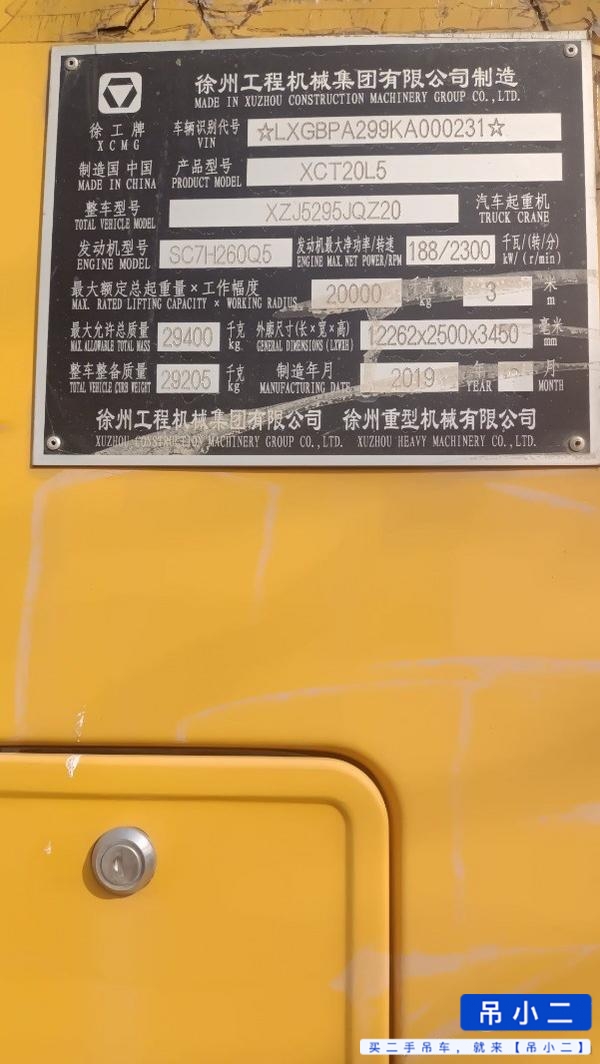 徐州工程机械集团有限公司制造
MADE IN XUZHOU CONSTRUCTION MACHINERY GROUP CO., LTD.
徐工牌 车辆识别代号 ☆LXGBPA299KA000231☆
XCMG VIN
制造国 中国 产品型号 XCT20L5
MADE IN CHINA PRODUCT MODEL
整车型号 XZJ5295JQZ20 汽车起重机
TOTAL VEHICLE MODEL TRUCK CRANE
发动机型号 SC7H260Q5 发动机最大净功率/转速 188/2300 千瓦/(转/分)
ENGINE MODEL ENGINE MAX. NET POWER/RPM kW/(r/min)
最大额定总起重量×工作幅度 20000 千克 3 米
MAX. RATED LIFTING CAPACITY × WORKING RADIUS kg m
最大允许总质量 29400 千克 外廓尺寸(长×宽×高) 12262x2500x3450 毫米
MAX. ALLOWABLE TOTAL MASS kg GENERAL DIMENSIONS (LXWXH) mm
整车整备质量 29205 千克 制造年月 2019 年 月
TOTAL VEHICLE CURB WEIGHT kg MANUFACTURING DATE YEAR MONTH
徐州工程机械集团有限公司 徐州重型机械有限公司
XUZHOU CONSTRUCTION MACHINERY GROUP CO., LTD. XUZHOU HEAVY MACHINERY CO., LTD.
吊小二
买二手吊车，就来【吊小二】